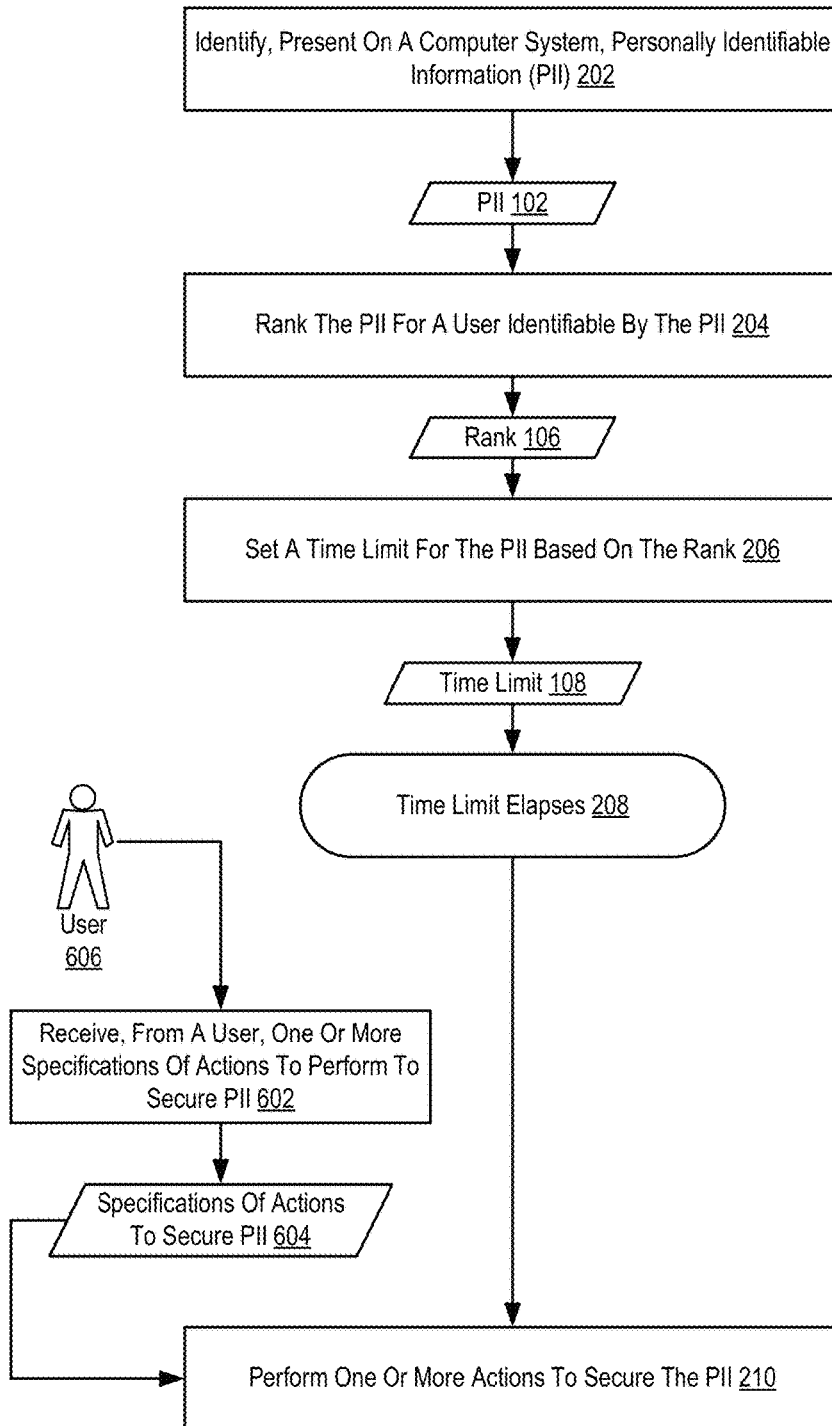 Identify, Present On A Computer System, Personally Identifiable
Information (PII) 202
PII 102
Rank The PII For A User Identifiable By The PII 204
Rank 106
Set A Time Limit For The PII Based On The Rank 206
Time Limit 108
Time Limit Elapses 208
User
606
Receive, From A User, One Or More
Specifications Of Actions To Perform To
Secure PII 602
Specifications Of Actions
To Secure PII 604
Perform One Or More Actions To Secure The PII 210